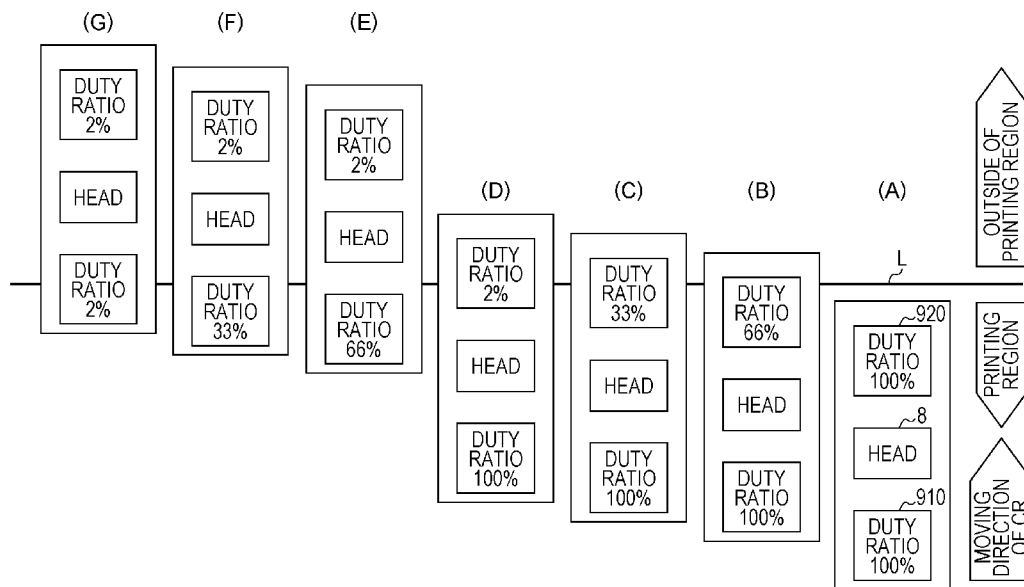 (G)
DUTY
RATIO
2%
HEAD
DUTY
RATIO
2%
(F)
DUTY
RATIO
2%
HEAD
DUTY
RATIO
33%
(E)
DUTY
RATIO
2%
HEAD
DUTY
RATIO
66%
(D)
DUTY
RATIO
2%
HEAD
DUTY
RATIO
100%
(C)
DUTY
RATIO
33%
HEAD
DUTY
RATIO
100%
(B)
DUTY
RATIO
66%
HEAD
DUTY
RATIO
100%
(A)
L
920
DUTY
RATIO
100%
8
HEAD
910
DUTY
RATIO
100%
OUTSIDE OF
PRINTING REGION
PRINTING
REGION
MOVING
DIRECTION
OF CR